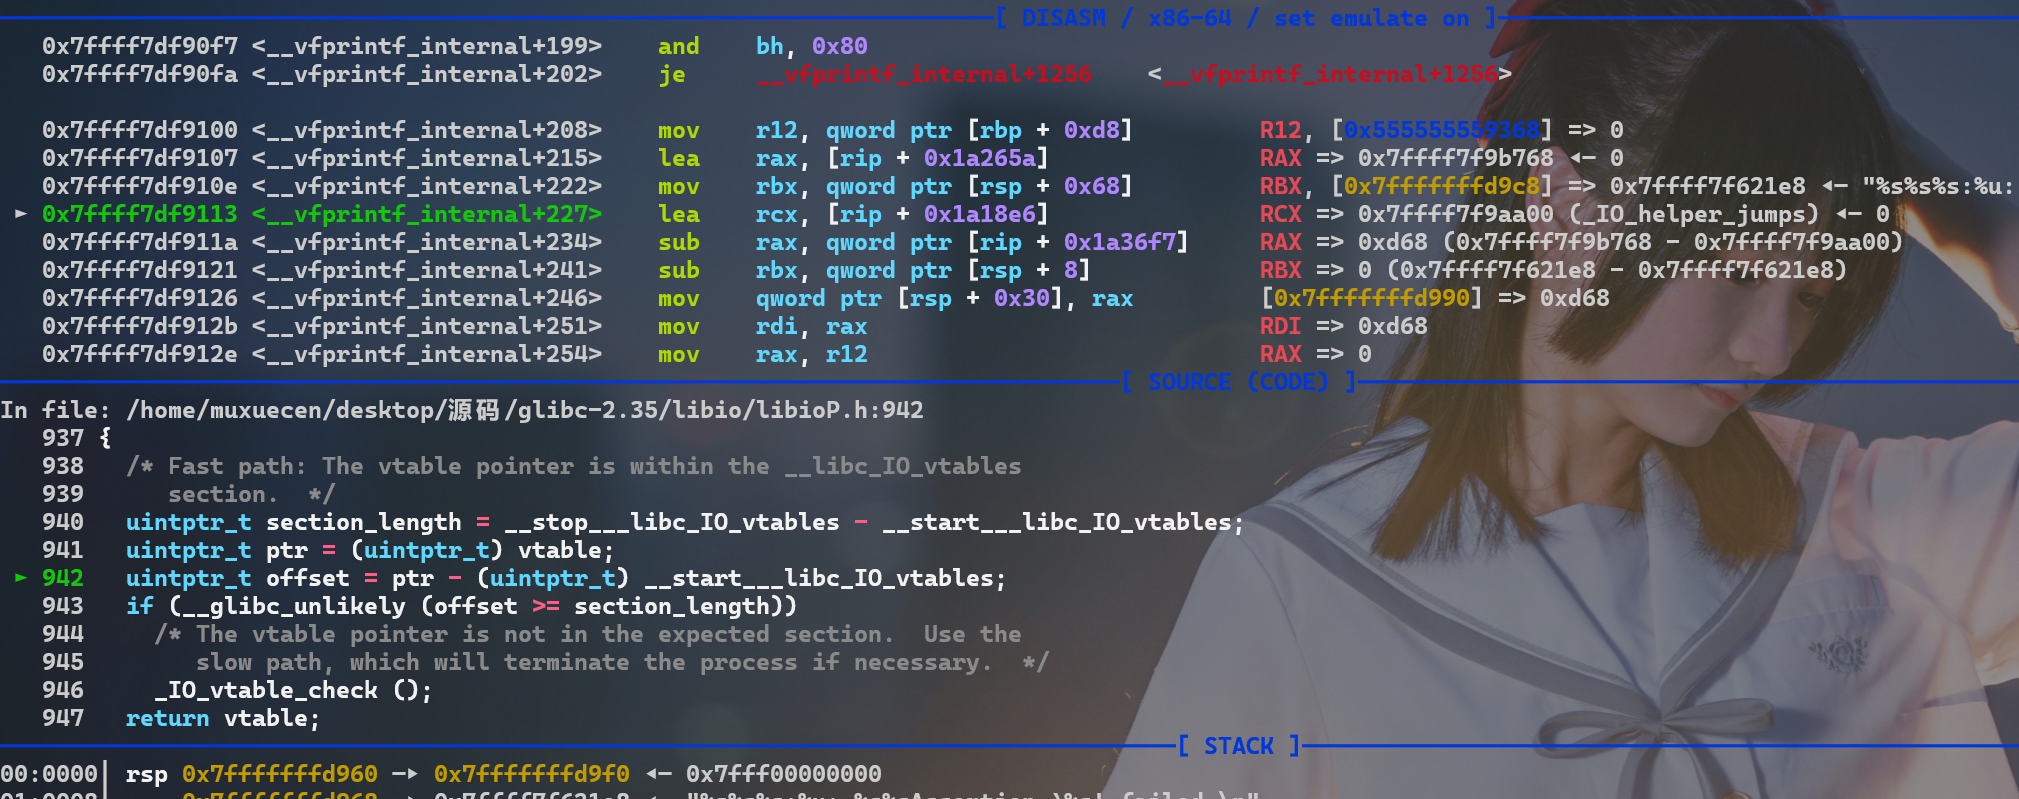 [ DISASM / x86-64 / set emulate on ]
0x7ffff7df90f7 <__vfprintf_internal+199>    and    bh, 0x80
0x7ffff7df90fa <__vfprintf_internal+202>    je     __vfprintf_internal+1256    <__vfprintf_internal+1256>
0x7ffff7df9100 <__vfprintf_internal+208>    mov    r12, qword ptr [rbp + 0xd8]         R12, [0x555555559368] => 0
0x7ffff7df9107 <__vfprintf_internal+215>    lea    rax, [rip + 0x1a265a]               RAX => 0x7ffff7f9b768 ◂— 0
0x7ffff7df910e <__vfprintf_internal+222>    mov    rbx, qword ptr [rsp + 0x68]         RBX, [0x7fffffffd9c8] => 0x7ffff7f621e8 ◂— "%s%s%s:%u:
► 0x7ffff7df9113 <__vfprintf_internal+227>    lea    rcx, [rip + 0x1a18e6]               RCX => 0x7ffff7f9aa00 (_IO_helper_jumps) ◂— 0
0x7ffff7df911a <__vfprintf_internal+234>    sub    rax, qword ptr [rip + 0x1a36f7]     RAX => 0xd68 (0x7ffff7f9b768 - 0x7ffff7f9aa00)
0x7ffff7df9121 <__vfprintf_internal+241>    sub    rbx, qword ptr [rsp + 8]            RBX => 0 (0x7ffff7f621e8 - 0x7ffff7f621e8)
0x7ffff7df9126 <__vfprintf_internal+246>    mov    qword ptr [rsp + 0x30], rax         [0x7fffffffd990] => 0xd68
0x7ffff7df912b <__vfprintf_internal+251>    mov    rdi, rax                            RDI => 0xd68
0x7ffff7df912e <__vfprintf_internal+254>    mov    rax, r12                            RAX => 0
[ SOURCE (CODE) ]
In file: /home/muxuecen/desktop/源码/glibc-2.35/libio/libioP.h:942
937 {
938   /* Fast path: The vtable pointer is within the __libc_IO_vtables
939      section.  */
940   uintptr_t section_length = __stop___libc_IO_vtables - __start___libc_IO_vtables;
941   uintptr_t ptr = (uintptr_t) vtable;
► 942   uintptr_t offset = ptr - (uintptr_t) __start___libc_IO_vtables;
943   if (__glibc_unlikely (offset >= section_length))
944     /* The vtable pointer is not in the expected section.  Use the
945        slow path, which will terminate the process if necessary.  */
946     _IO_vtable_check ();
947   return vtable;
[ STACK ]
00:0000│ rsp 0x7fffffffd960 —▸ 0x7fffffffd9f0 ◂— 0x7fff00000000